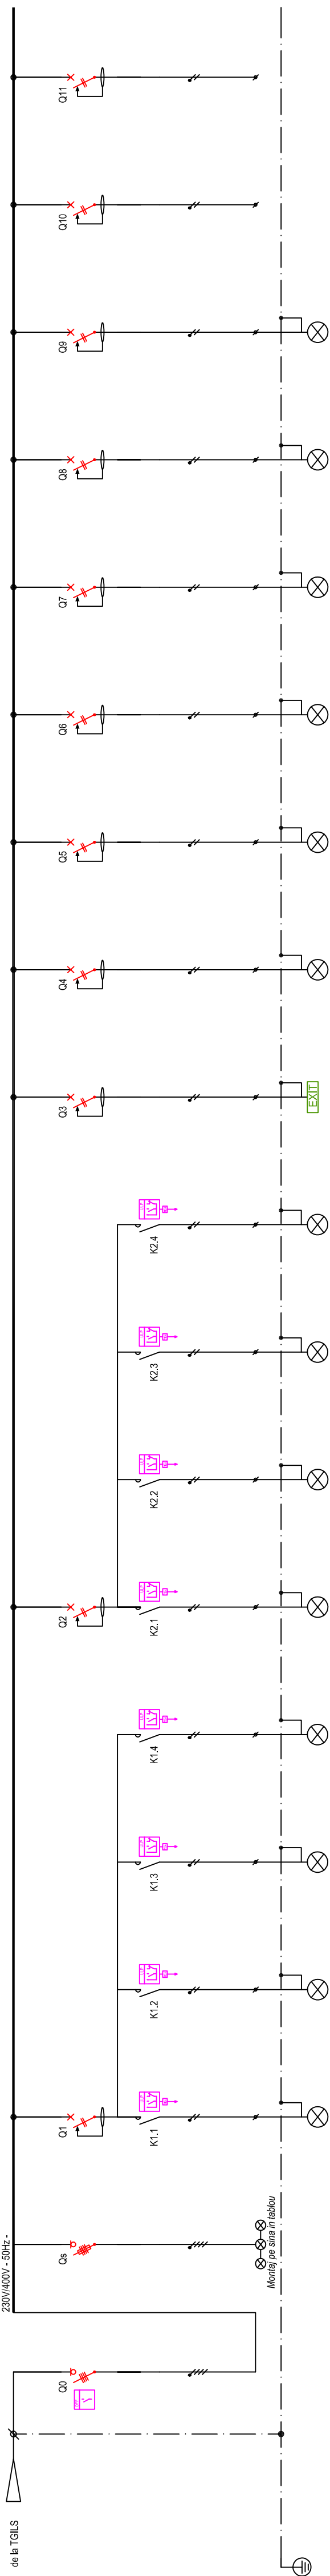 de la TGILS
230V/400V - 50Hz -
Q0
Qs
Montaj pe sina in tablou
Q1
K1.1
K1.2
K1.3
K1.4
Q2
K2.1
K2.2
K2.3
K2.4
Q3
EXIT
Q4
Q5
Q6
Q7
Q8
Q9
Q10
Q11